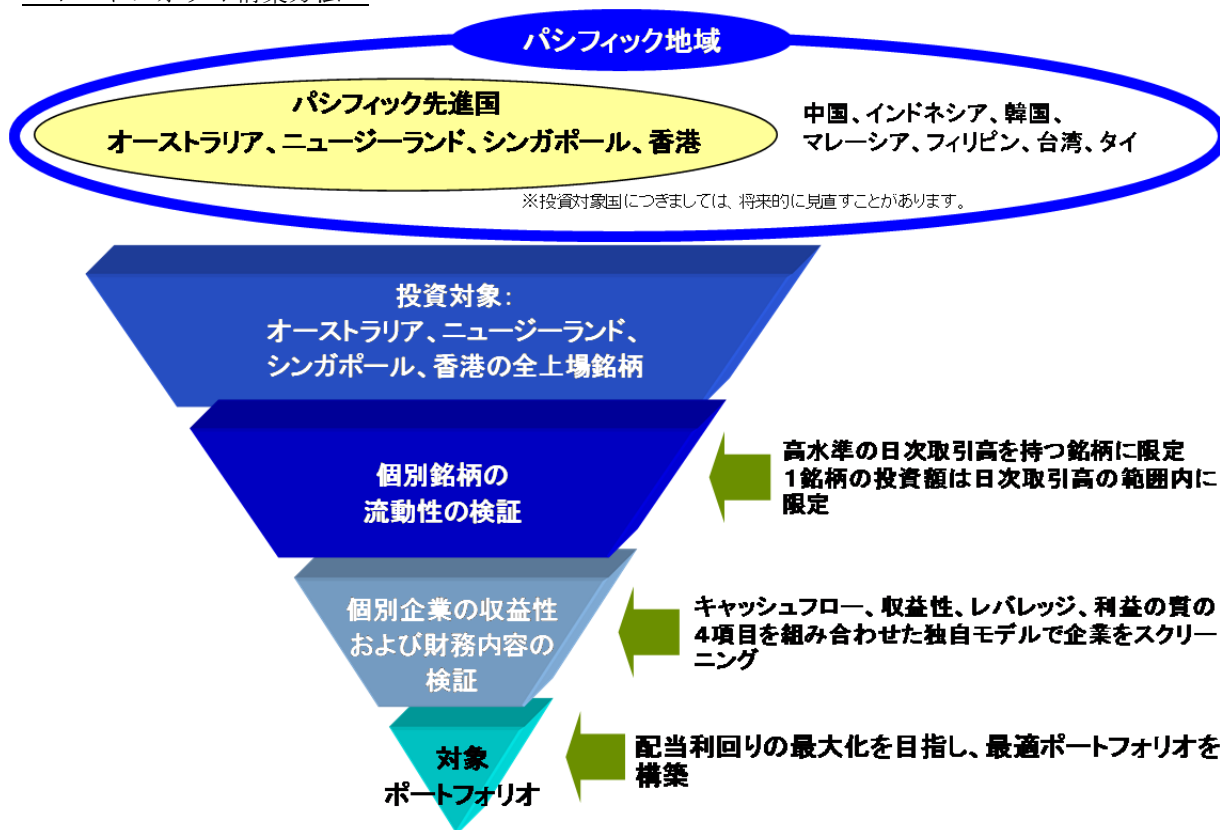 パシフィック地域
パシフィック先進国
オーストラリア、ニュージーランド、シンガポール、香港
中国、インドネシア、韓国、
マレーシア、フィリピン、台湾、タイ
※投資対象国につきましては、将来的に見直すことがあります。
投資対象：
オーストラリア、ニュージーランド、
シンガポール、香港の全上場銘柄
個別銘柄の
流動性の検証
高水準の日次取引高を持つ銘柄に限定
１銘柄の投資額は日次取引高の範囲内に
限定
個別企業の収益性
および財務内容の
検証
キャッシュフロー、収益性、レバレッジ、利益の質の
４項目を組み合わせた独自モデルで企業をスクリー
ニング
対象
ポートフォリオ
配当利回りの最大化を目指し、最適ポートフォリオを
構築